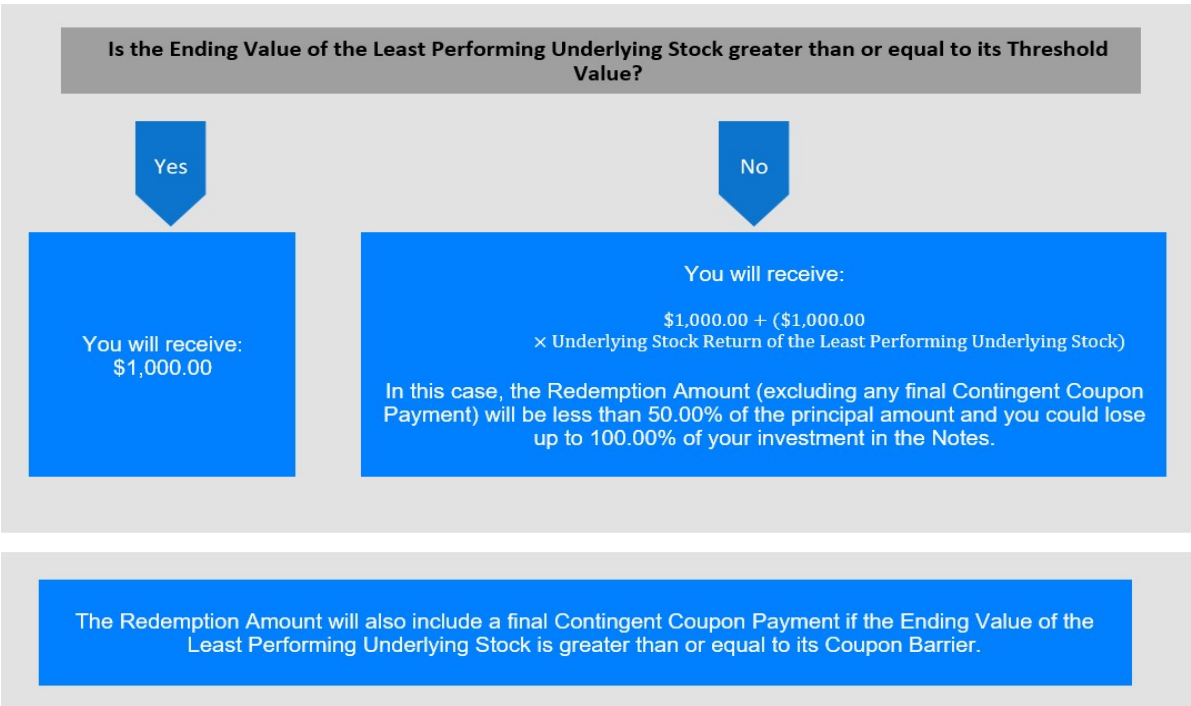 Is the Ending Value of the Least Performing Underlying Stock greater than or equal to its Threshold
Value?
Yes
No
You will receive:
$1,000.00
You will receive:
$1,000.00 + ($1,000.00
× Underlying Stock Return of the Least Performing Underlying Stock)
In this case, the Redemption Amount (excluding any final Contingent Coupon
Payment) will be less than 50.00% of the principal amount and you could lose
up to 100.00% of your investment in the Notes.
The Redemption Amount will also include a final Contingent Coupon Payment if the Ending Value of the
Least Performing Underlying Stock is greater than or equal to its Coupon Barrier.